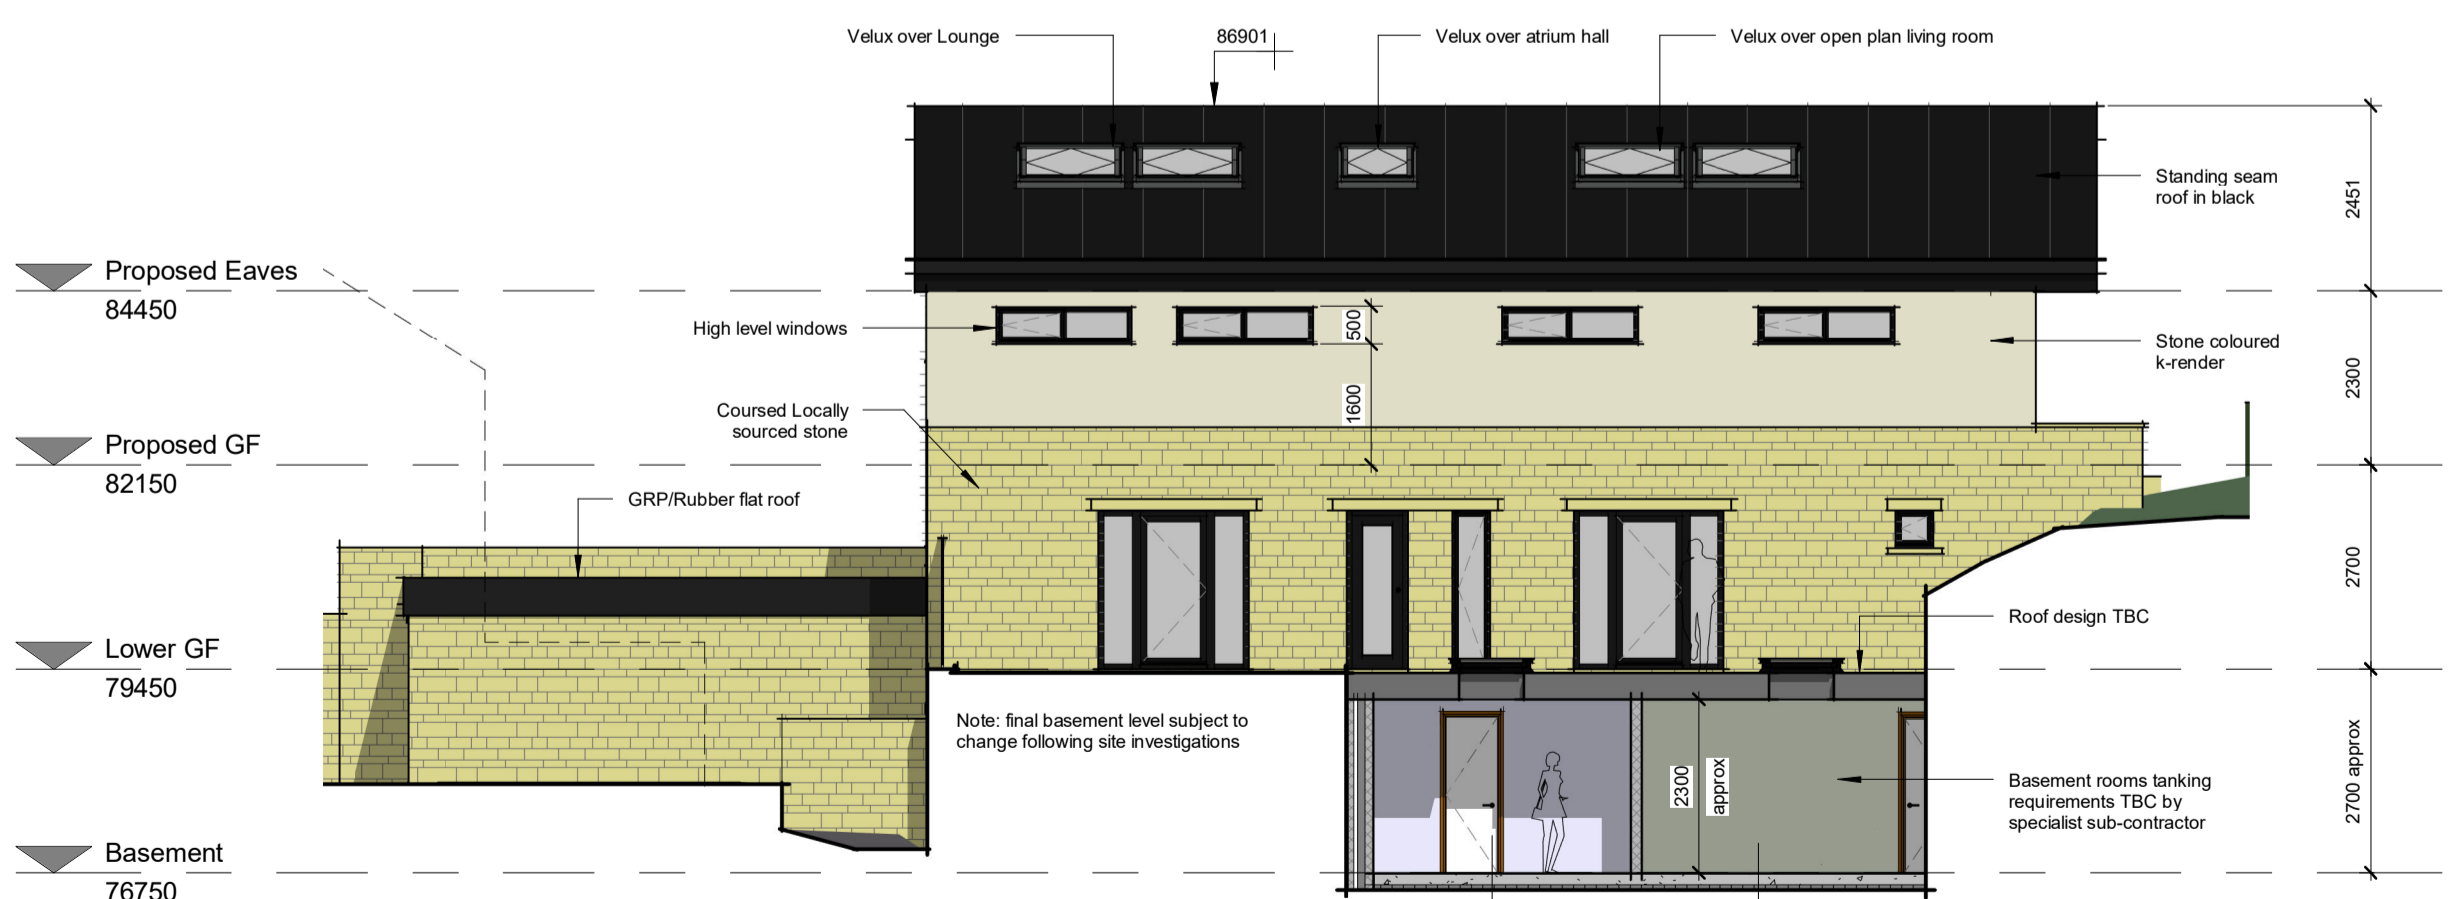 Velux over Lounge
86901
Velux over atrium hall
Velux over open plan living room
Standing seam
roof in black
2451
Proposed Eaves
84450
High level windows
500
Stone coloured
k-render
2300
Coursed Locally
sourced stone
1600
Proposed GF
82150
GRP/Rubber flat roof
2700
Roof design TBC
Lower GF
79450
Note: final basement level subject to
change following site investigations
2300
approx
Basement rooms tanking
requirements TBC by
specialist sub-contractor
2700 approx
Basement
76750